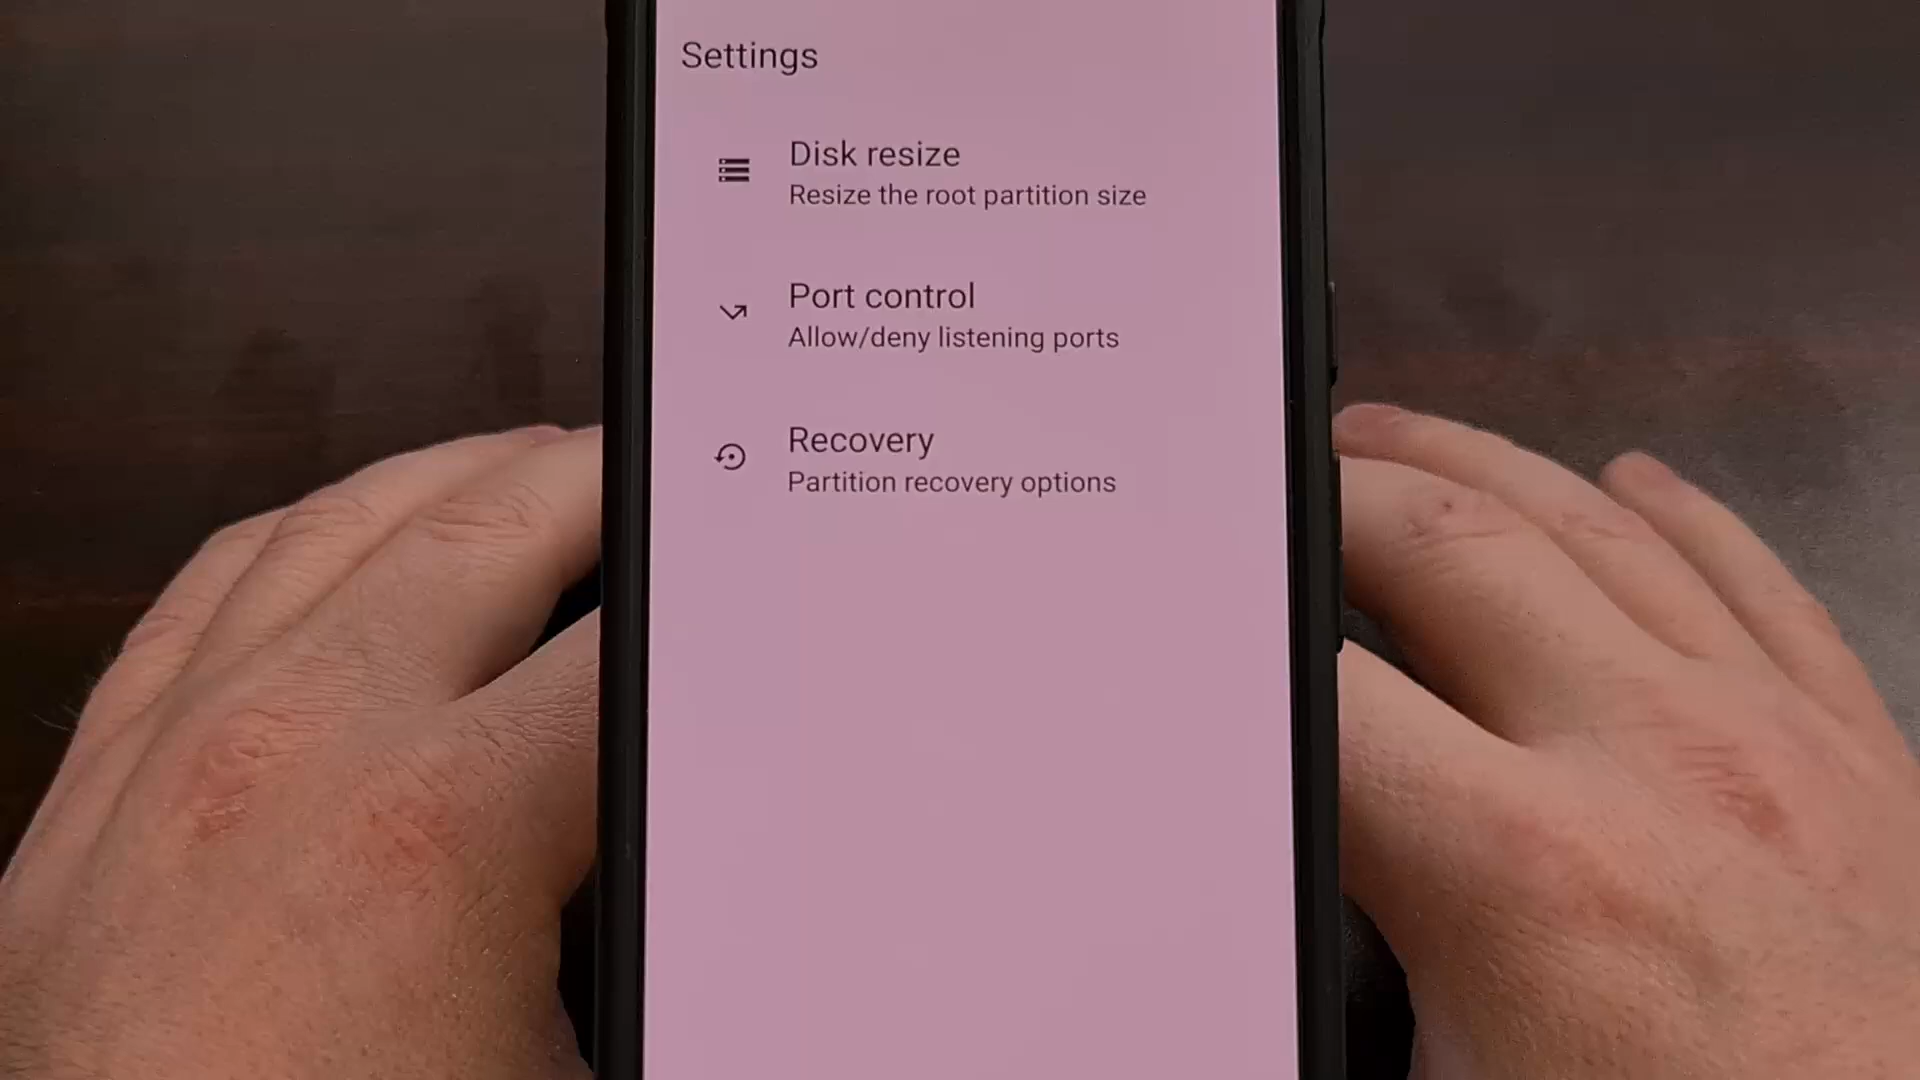 Settings
Disk resize
Resize the root partition size
Port control
Allow/deny listening ports
Recovery
Partition recovery options